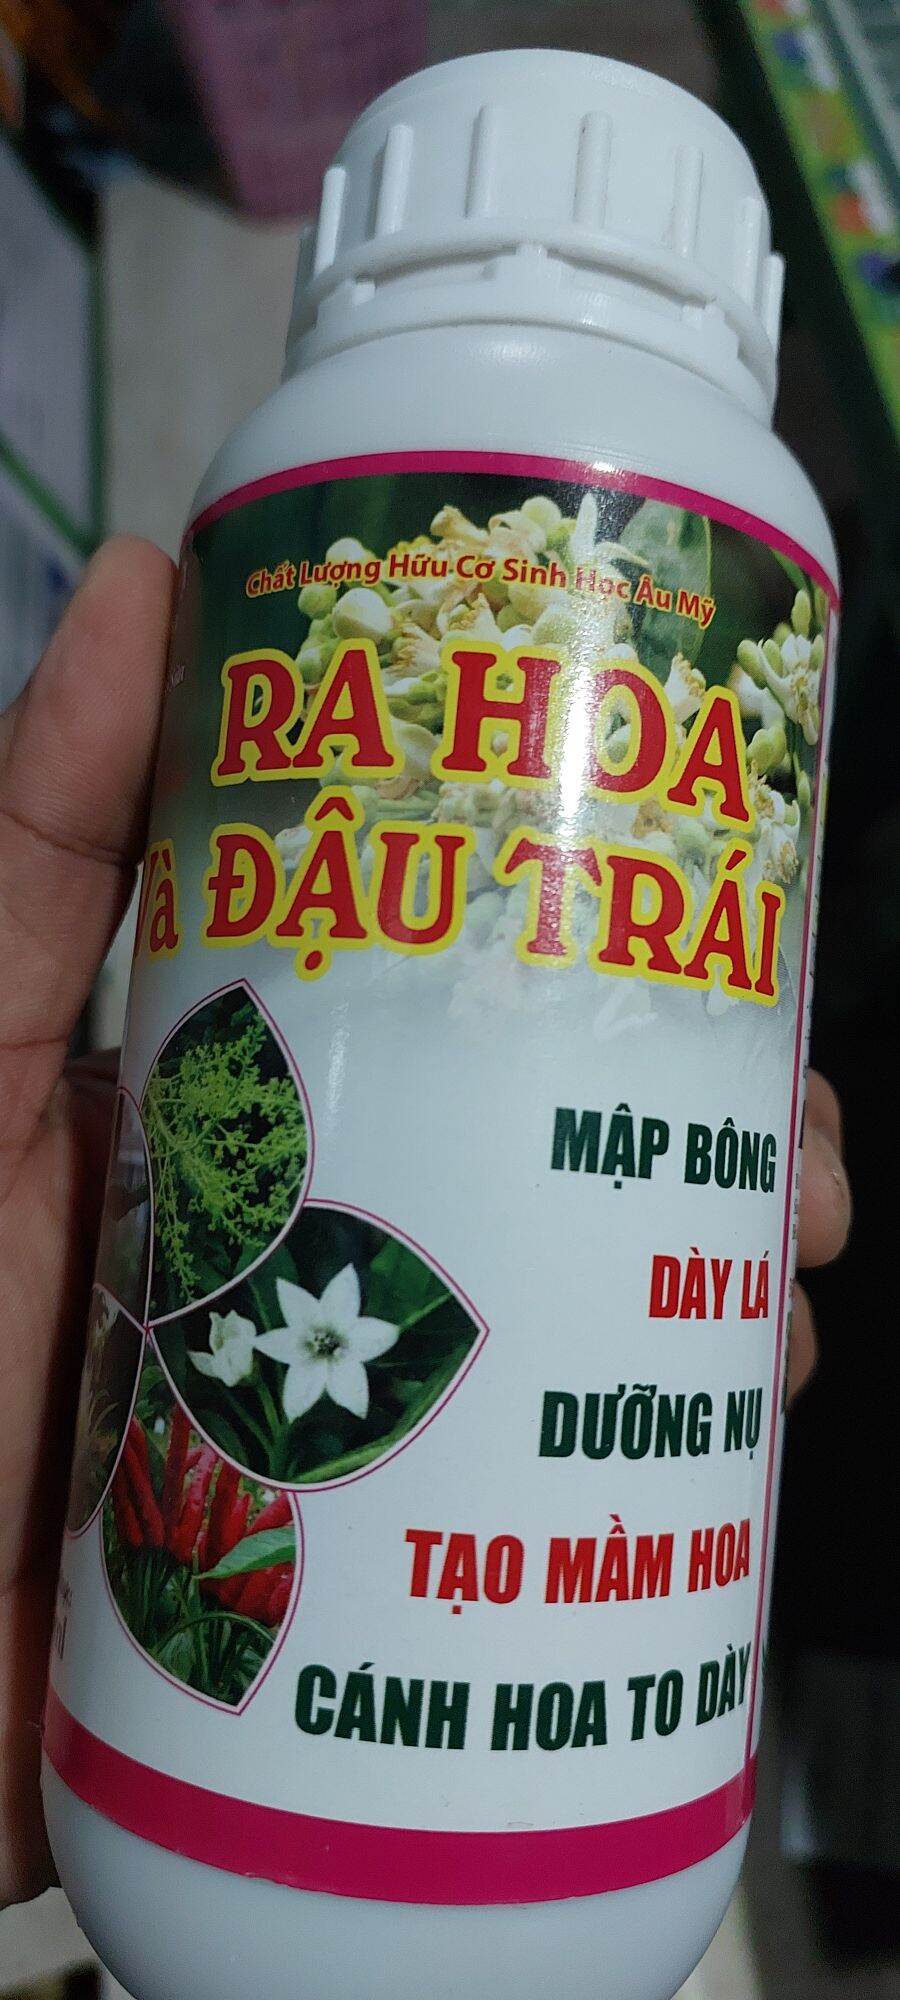 Chất Lượng Hữu Cơ Sinh Học Âu Mỹ
RA HOA
Và ĐẬU TRÁI
MẬP BÔNG
DÀY LÁ
DƯỠNG NỤ
TẠO MẦM HOA
CÁNH HOA TO DÀY